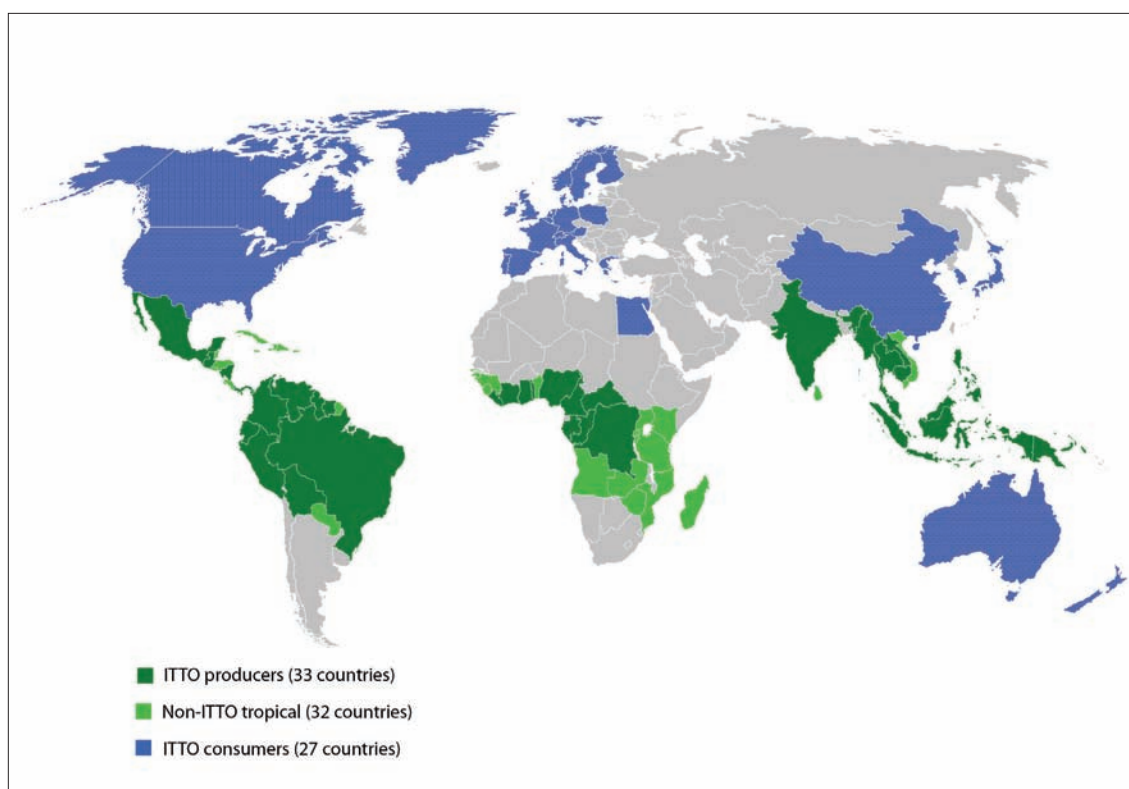 ITTO producers (33 countries)
Non-ITTO tropical (32 countries)
ITTO consumers (27 countries)